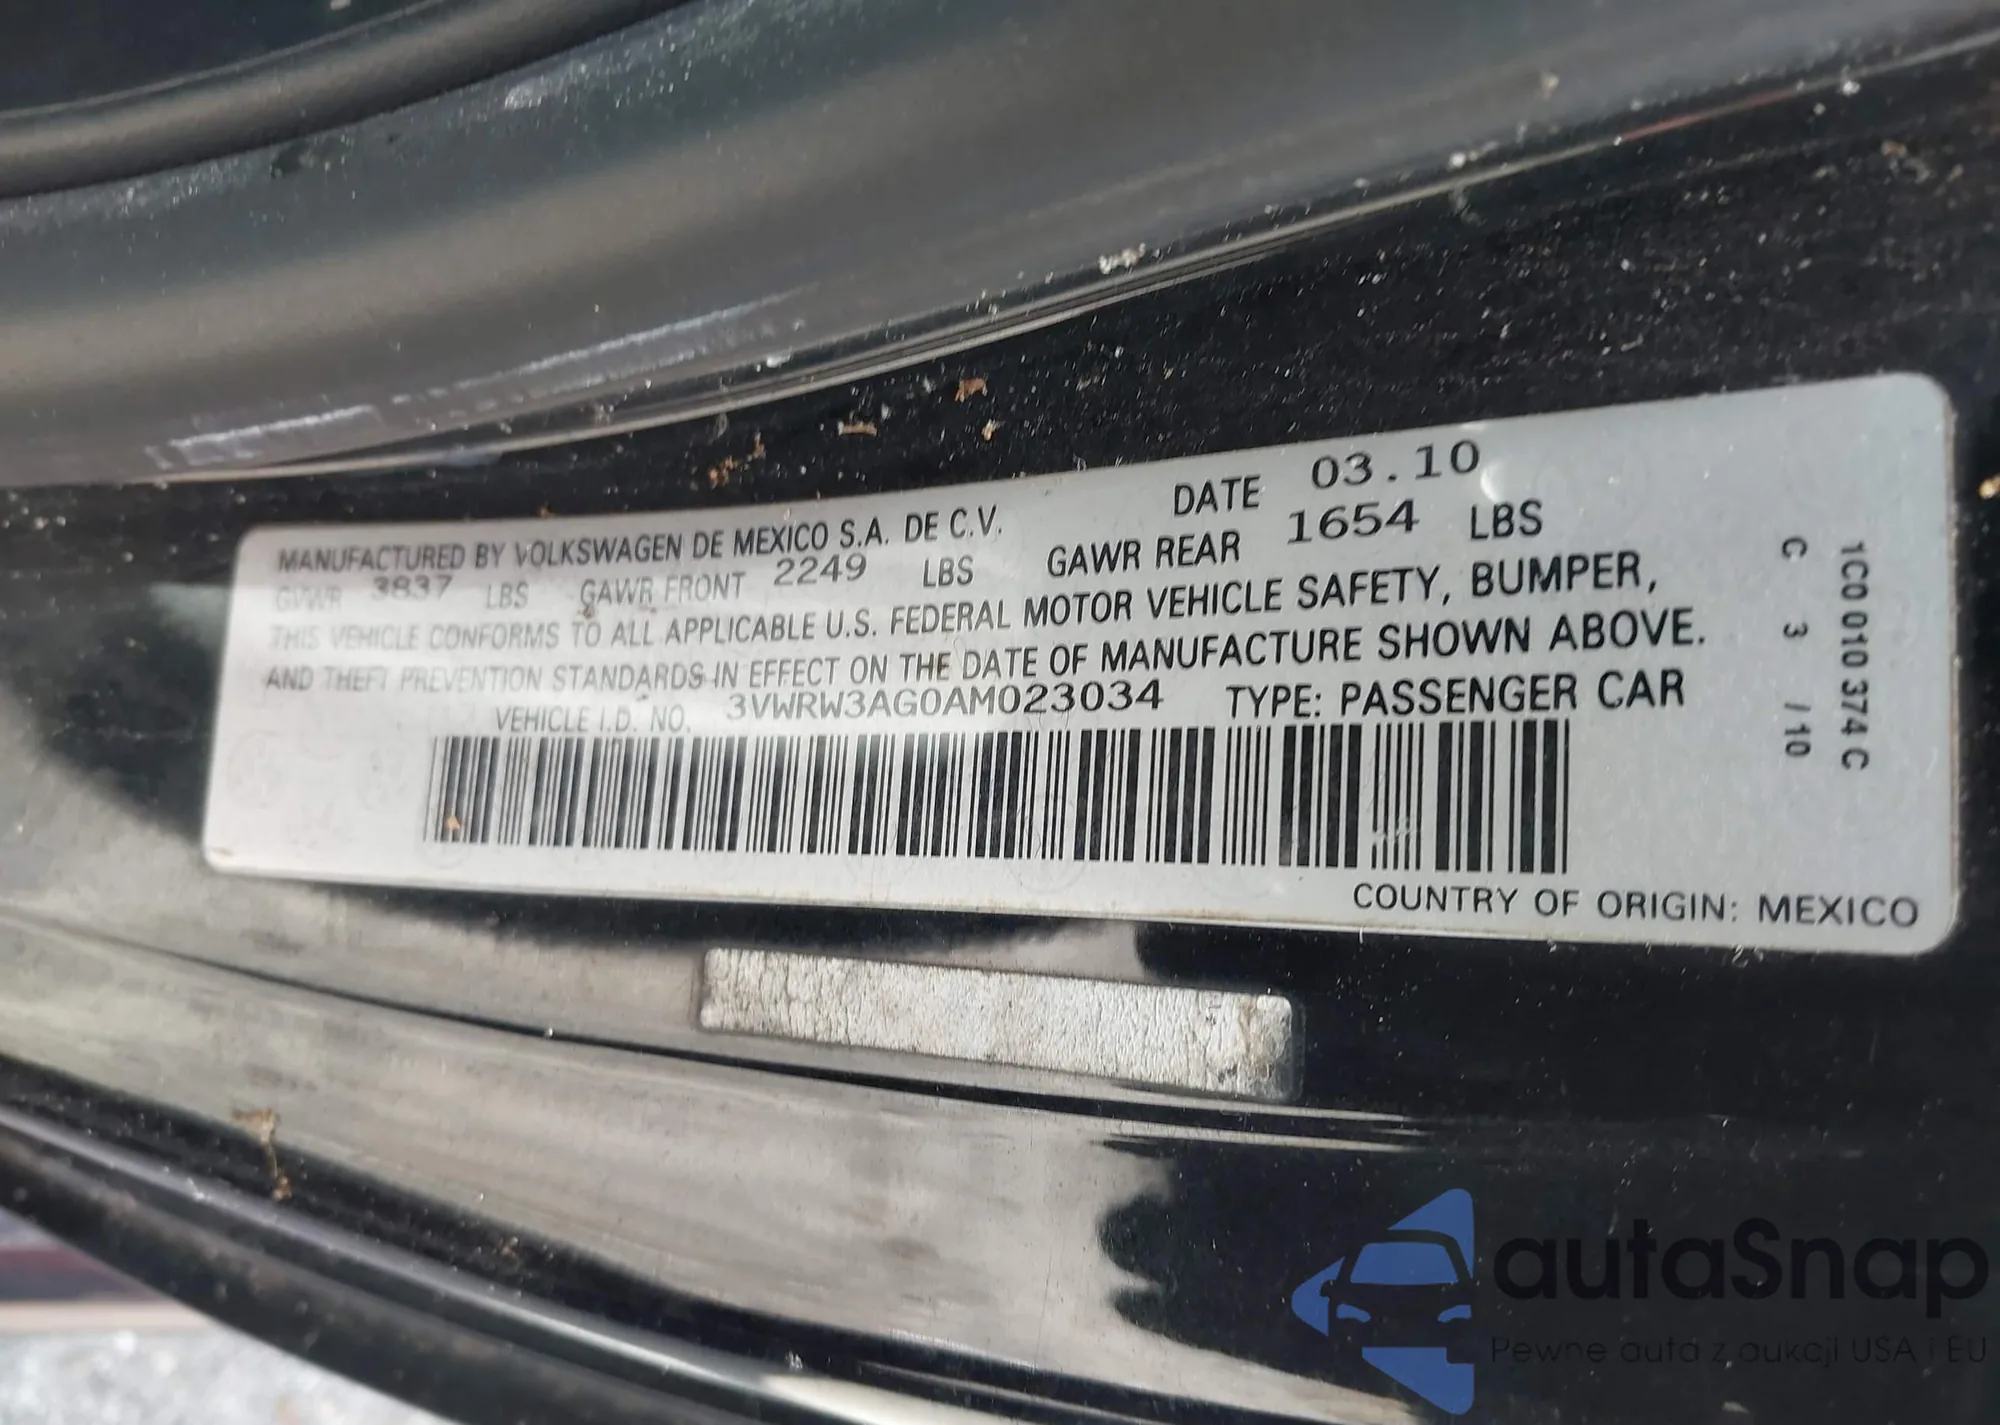 MANUFACTURED BY VOLKSWAGEN DE MEXICO S.A. DE C.V. DATE 03.10
GVWR 3837 LBS GAWR FRONT 2249 LBS GAWR REAR 1654 LBS
THIS VEHICLE CONFORMS TO ALL APPLICABLE U.S. FEDERAL MOTOR VEHICLE SAFETY, BUMPER,
AND THEFT PREVENTION STANDARDS IN EFFECT ON THE DATE OF MANUFACTURE SHOWN ABOVE.
VEHICLE I.D. NO. 3VWRW3AG0AM023034 TYPE: PASSENGER CAR
COUNTRY OF ORIGIN: MEXICO
1C0 010 374 C
C 3 /10
autaSnap
Pewne auta z aukcji USA i EU